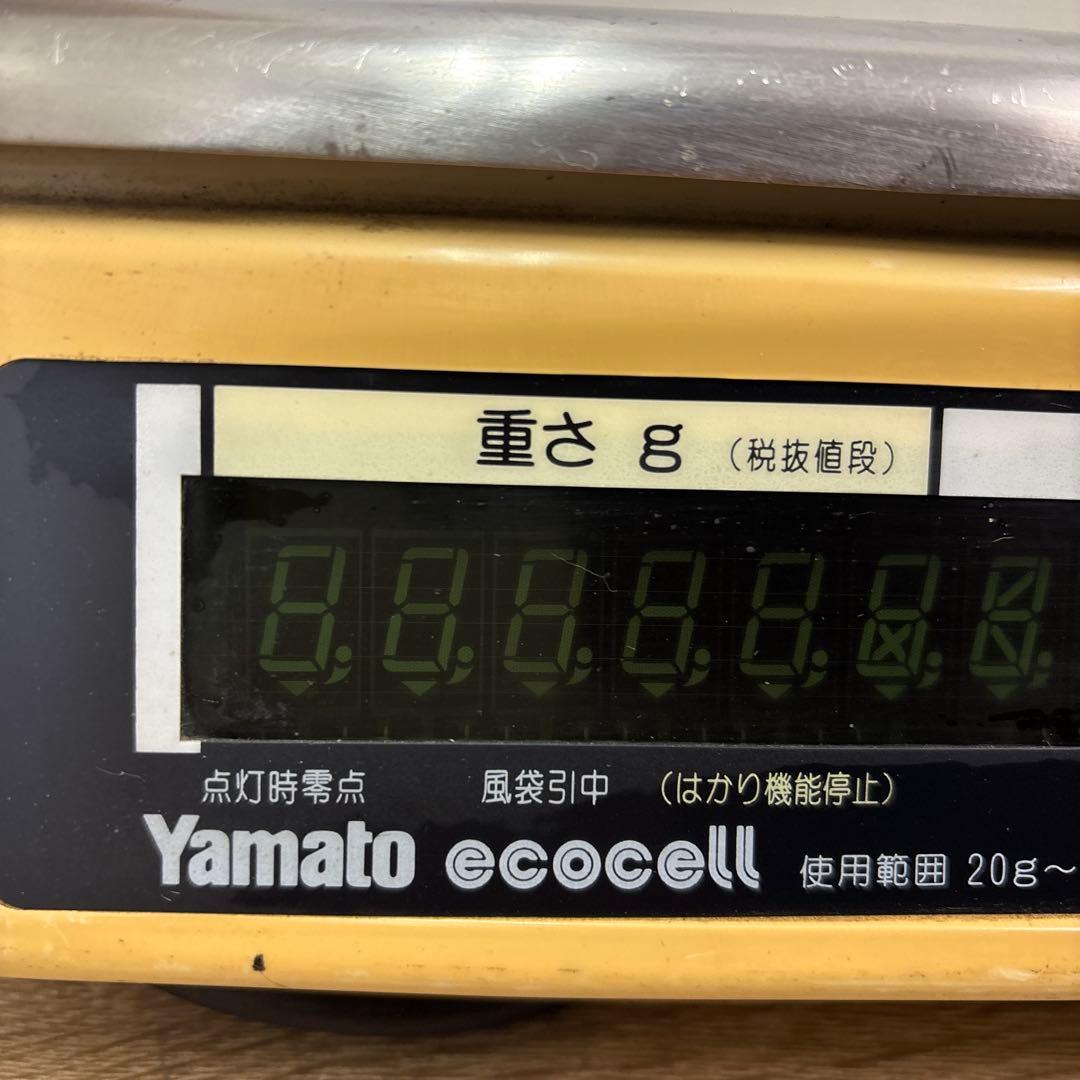 重さ g （税抜値段）
点灯時零点 風袋引中 （はかり機能停止）
Yamato ecocell 使用範囲 20g～